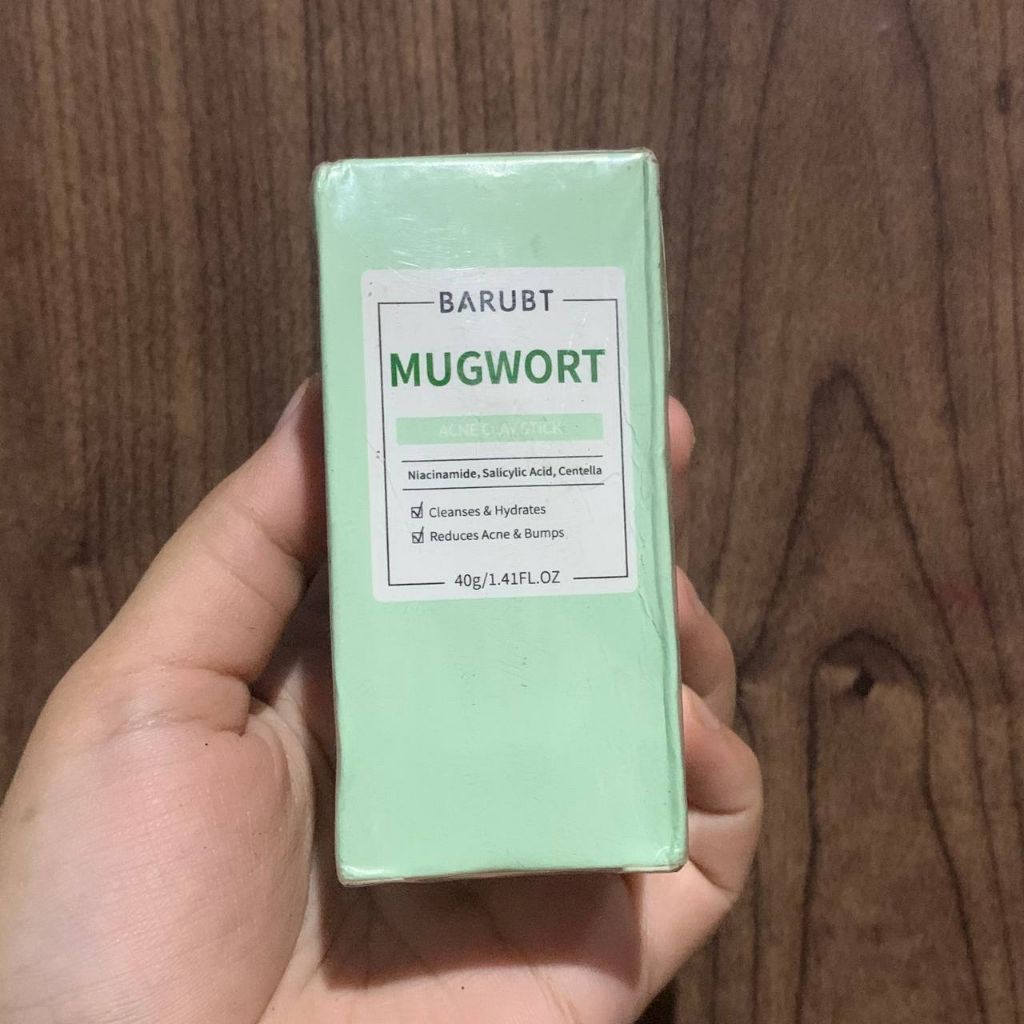 BARUBT
MUGWORT
ACNE CLAY STICK
Niacinamide, Salicylic Acid, Centella
Cleanses & Hydrates
Reduces Acne & Bumps
40g/1.41FL.OZ